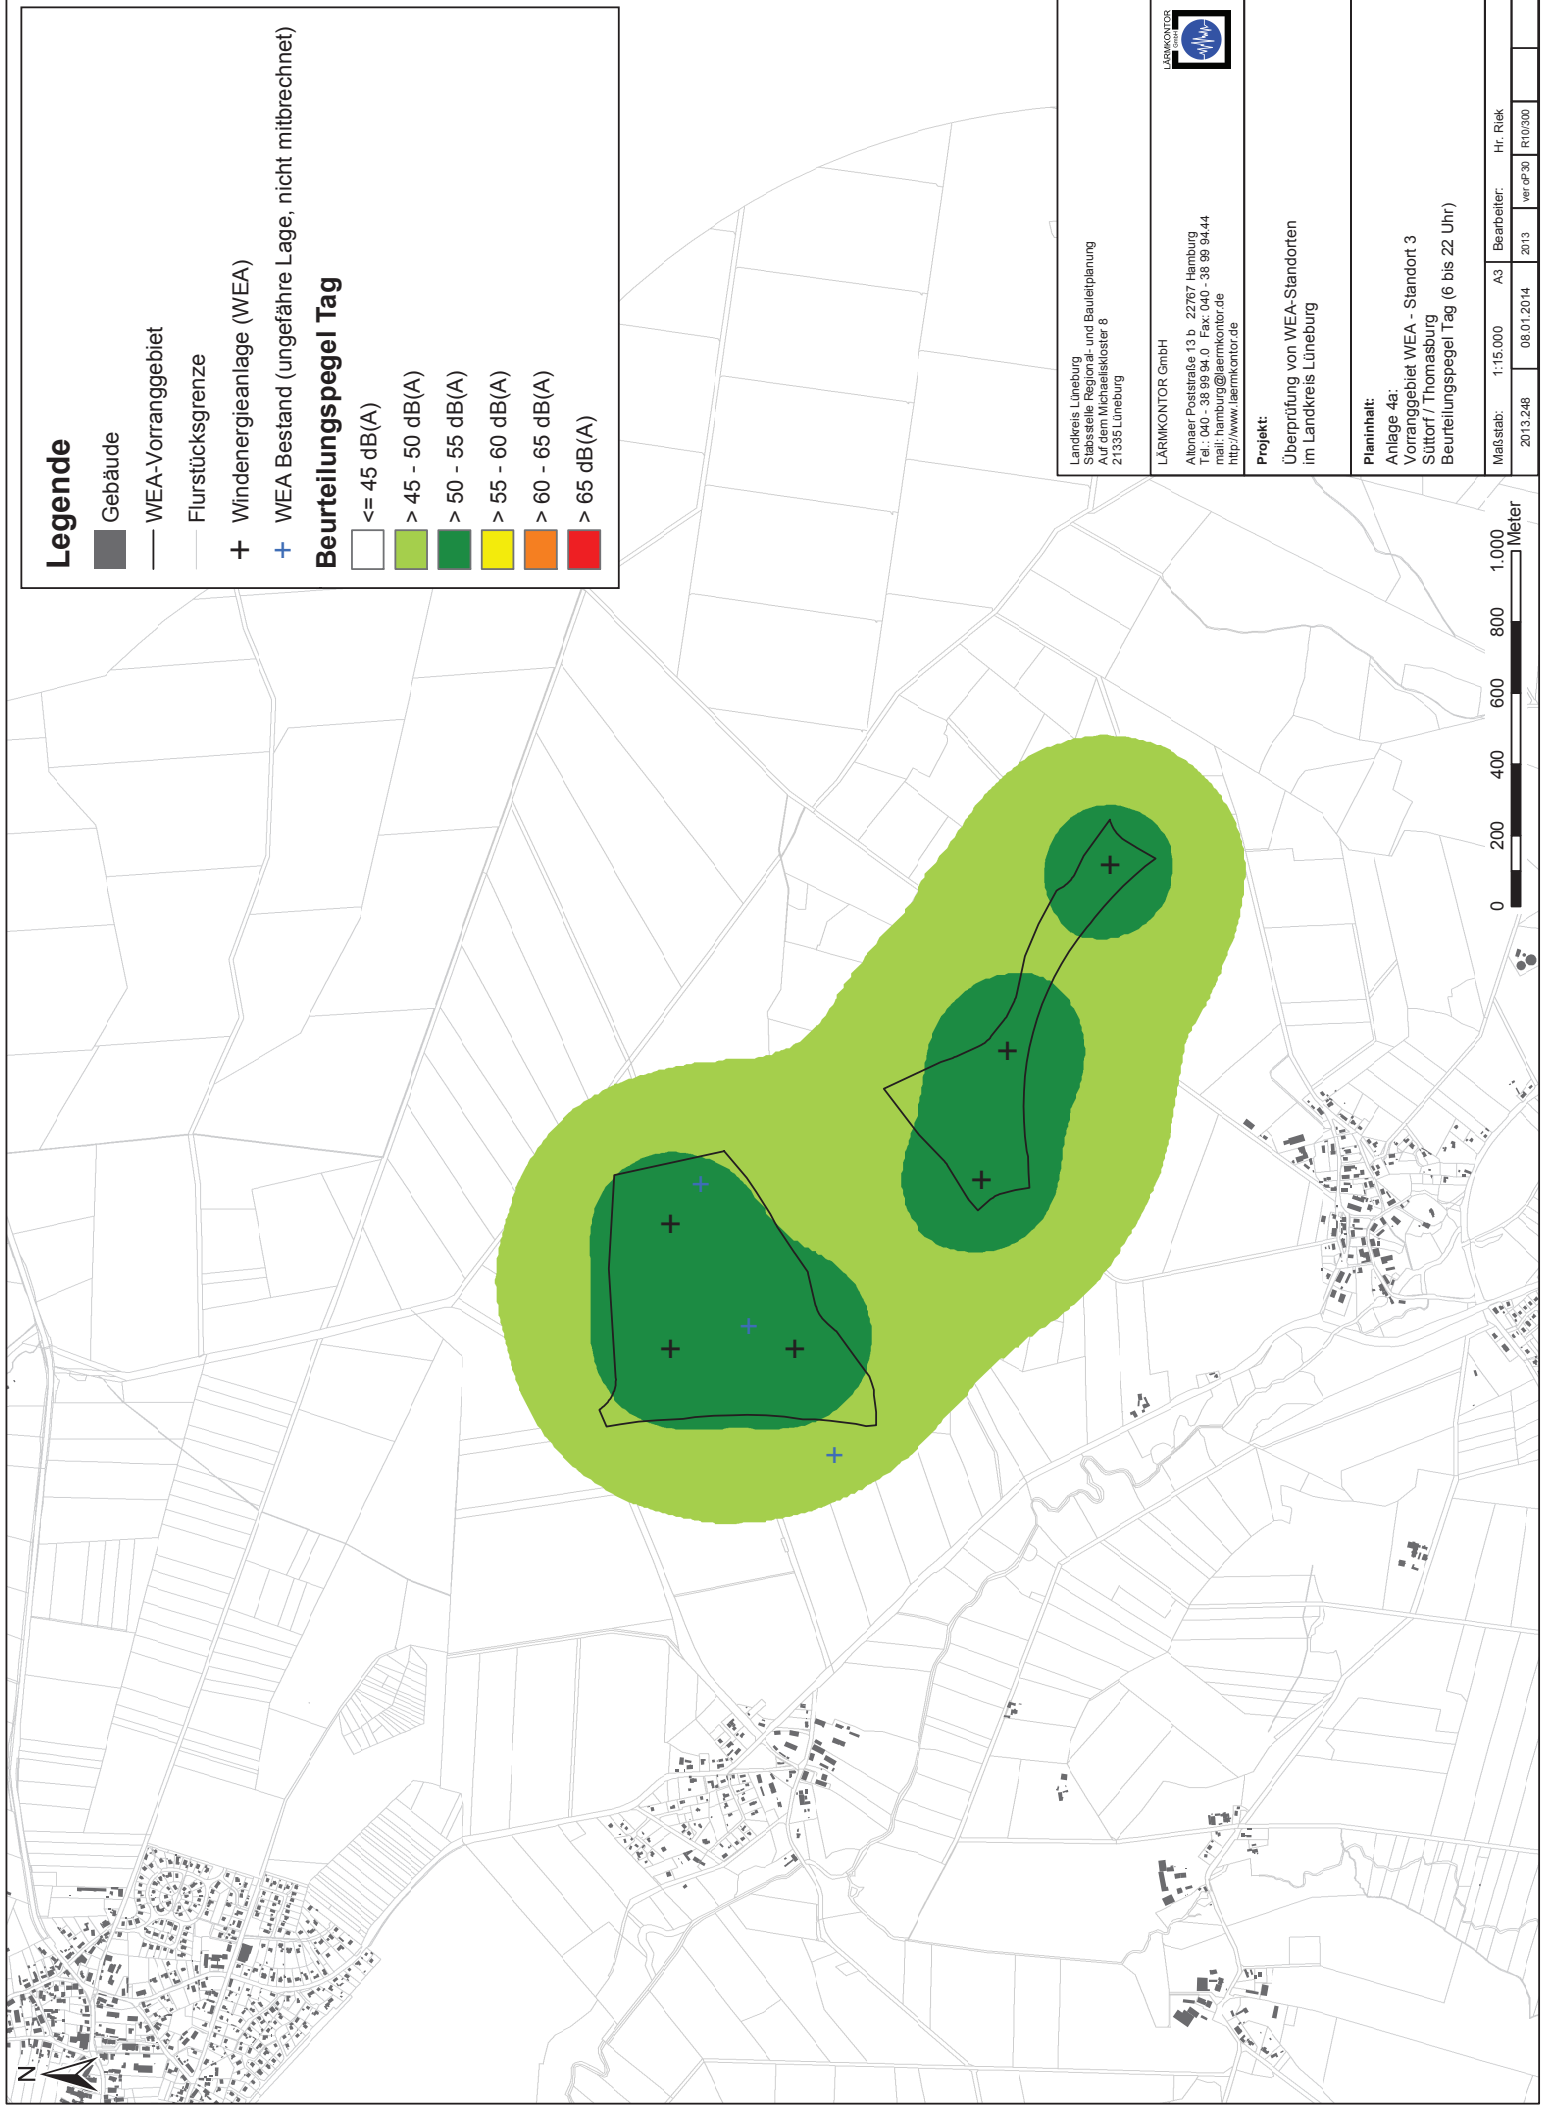 Legende
Gebäude
WEA-Vorranggebiet
Flurstücksgrenze
Windenergieanlage (WEA)
WEA Bestand (ungefähre Lage, nicht mitbrechnet)
Beurteilungspegel Tag
<= 45 dB(A)
> 45 - 50 dB(A)
> 50 - 55 dB(A)
> 55 - 60 dB(A)
> 60 - 65 dB(A)
> 65 dB(A)
N
Landkreis Lüneburg
Stabsstelle Regional- und Bauleitplanung
Auf dem Michaeliskloster 8
21335 Lüneburg
LÄRMKONTOR GmbH
Altonaer Poststraße 13 b 22767 Hamburg
Tel.: 040 - 38 99 94.0 Fax: 040 - 38 99 94.44
mail: hamburg@laermkontor.de
http://www.laermkontor.de
LÄRMKONTOR
GmbH
Projekt:
Überprüfung von WEA-Standorten
im Landkreis Lüneburg
Planinhalt:
Anlage 4a:
Vorranggebiet WEA - Standort 3
Süttorf / Thomasburg
Beurteilungspegel Tag (6 bis 22 Uhr)
Maßstab: 1:15.000 A3 Bearbeiter: Hr. Riek
2013.248 08.01.2014 2013 ver oP30 R10/300
0 200 400 600 800 1.000
Meter